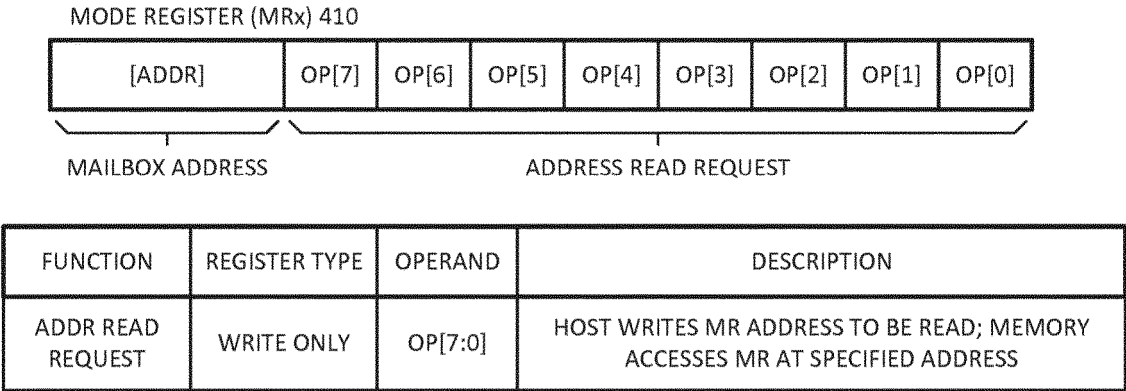 MODE REGISTER (MRx) 410
[ADDR] OP[7] OP[6] OP[5] OP[4] OP[3] OP[2] OP[1] OP[0]
MAILBOX ADDRESS ADDRESS READ REQUEST
FUNCTION REGISTER TYPE OPERAND DESCRIPTION
ADDR READ REQUEST WRITE ONLY OP[7:0] HOST WRITES MR ADDRESS TO BE READ; MEMORY ACCESSES MR AT SPECIFIED ADDRESS